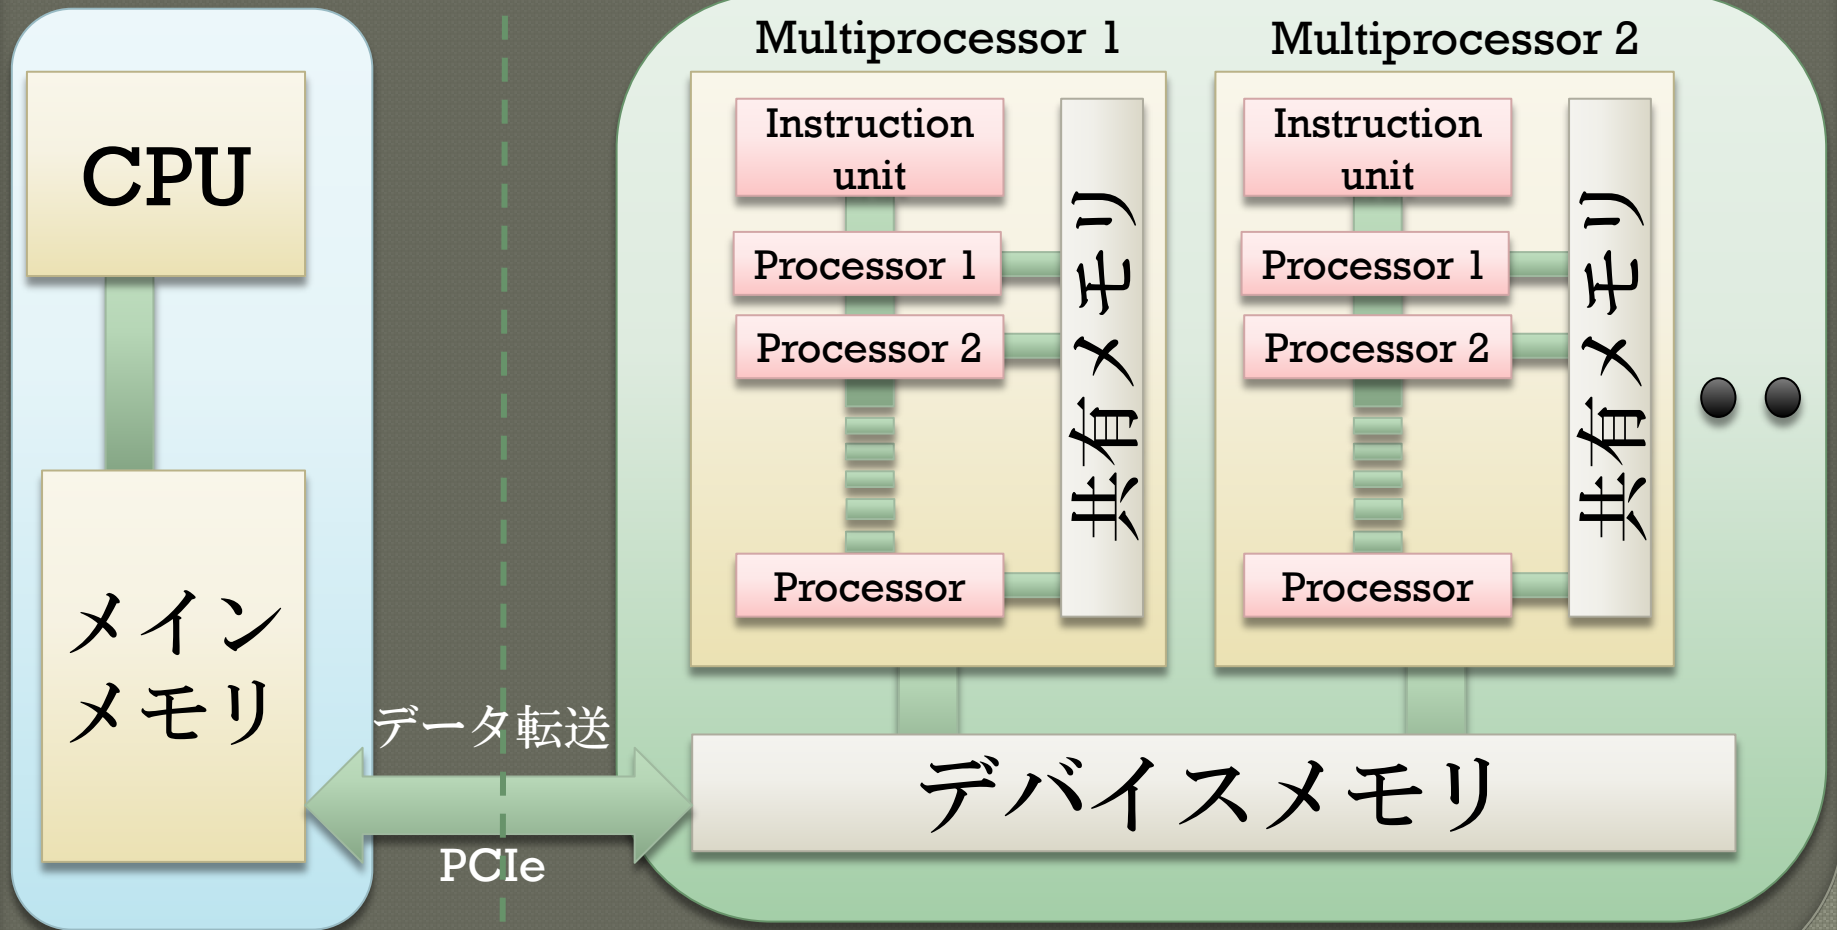 CPU
メイン
メモリ
データ転送
PCIe
Multiprocessor 1
Instruction
unit
Processor 1
Processor 2
Processor
共有メモリ
Multiprocessor 2
Instruction
unit
Processor 1
Processor 2
Processor
共有メモリ
デバイスメモリ